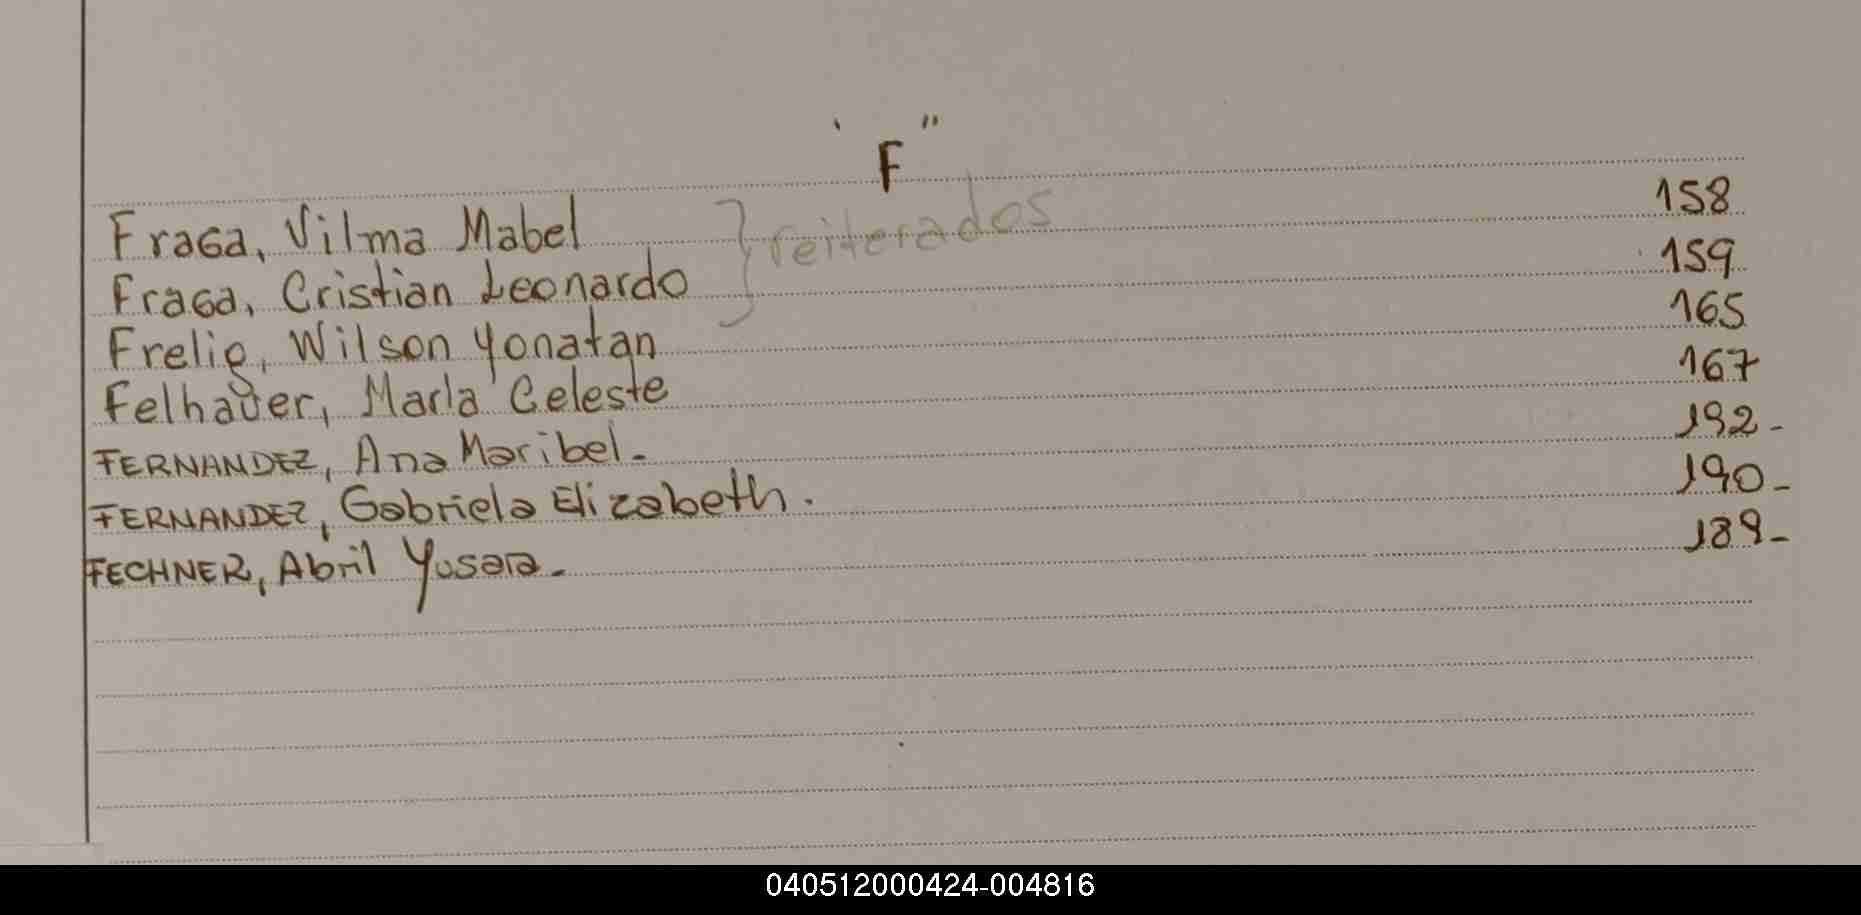 "F"
Fraga, Vilma Mabel } reiterados 158
Fraga, Cristian Leonardo 159
Frelig, Wilson Yonatan 165
Felhauer, Marla Celeste 167
FERNANDEZ, Ana Maribel.- 192-
FERNANDEZ, Gabriela Elizabeth. 190-
FECHNER, Abril Yusara.- 189-
040512000424-004816